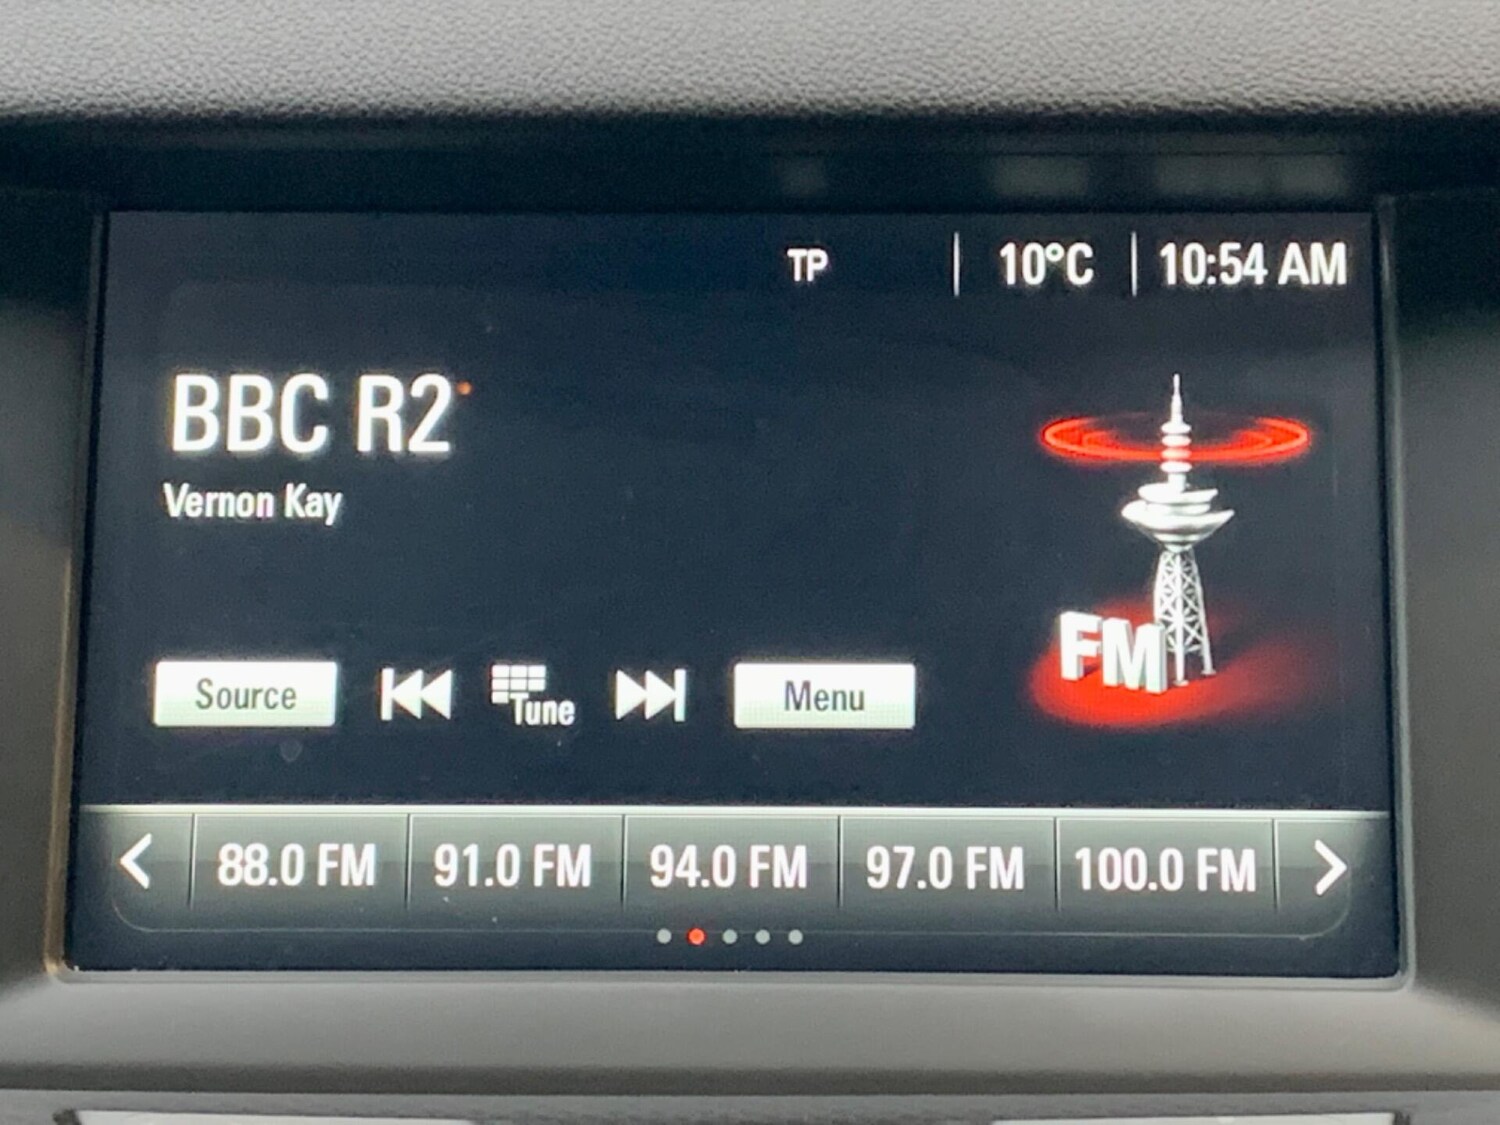 TP 10°C 10:54 AM
BBC R2
Vernon Kay
Source Tune Menu
FM
88.0 FM 91.0 FM 94.0 FM 97.0 FM 100.0 FM